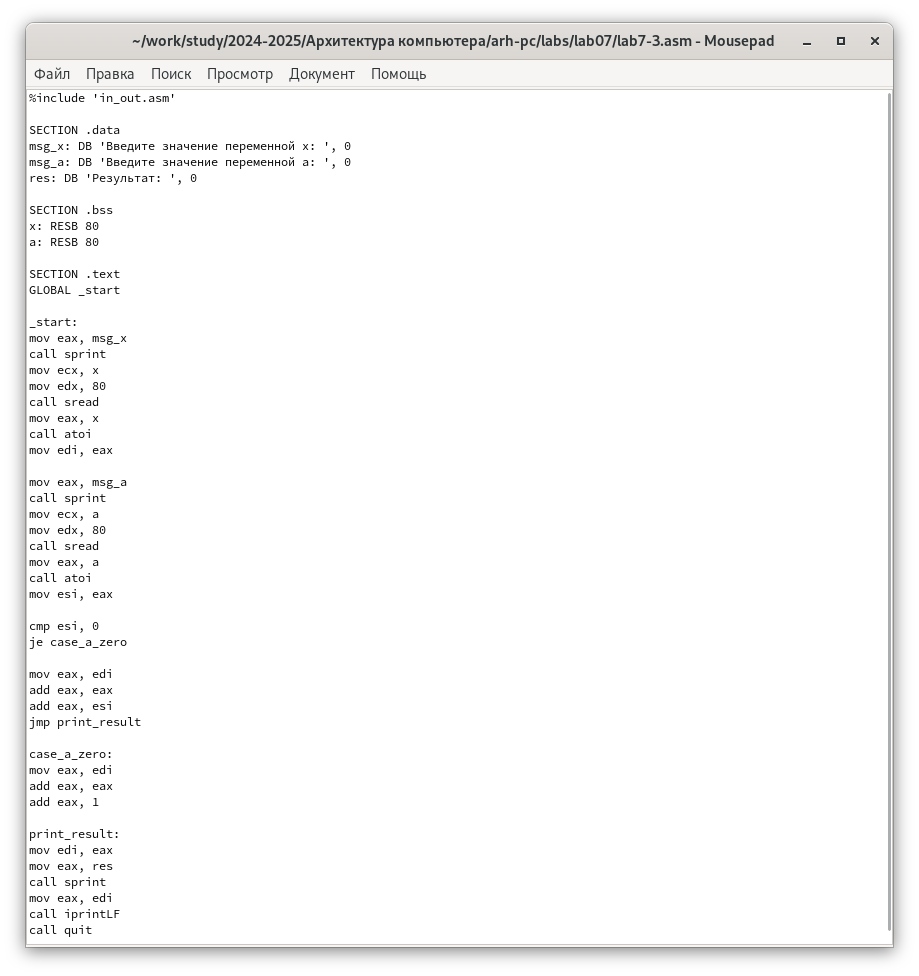 ~/work/study/2024-2025/Архитектура компьютера/arh-pc/labs/lab07/lab7-3.asm - Mousepad
Файл Правка Поиск Просмотр Документ Помощь
%include 'in_out.asm'
SECTION .data
msg_x: DB 'Введите значение переменной x: ', 0
msg_a: DB 'Введите значение переменной a: ', 0
res: DB 'Результат: ', 0
SECTION .bss
x: RESB 80
a: RESB 80
SECTION .text
GLOBAL _start
_start:
mov eax, msg_x
call sprint
mov ecx, x
mov edx, 80
call sread
mov eax, x
call atoi
mov edi, eax
mov eax, msg_a
call sprint
mov ecx, a
mov edx, 80
call sread
mov eax, a
call atoi
mov esi, eax
cmp esi, 0
je case_a_zero
mov eax, edi
add eax, eax
add eax, esi
jmp print_result
case_a_zero:
mov eax, edi
add eax, eax
add eax, 1
print_result:
mov edi, eax
mov eax, res
call sprint
mov eax, edi
call iprintLF
call quit